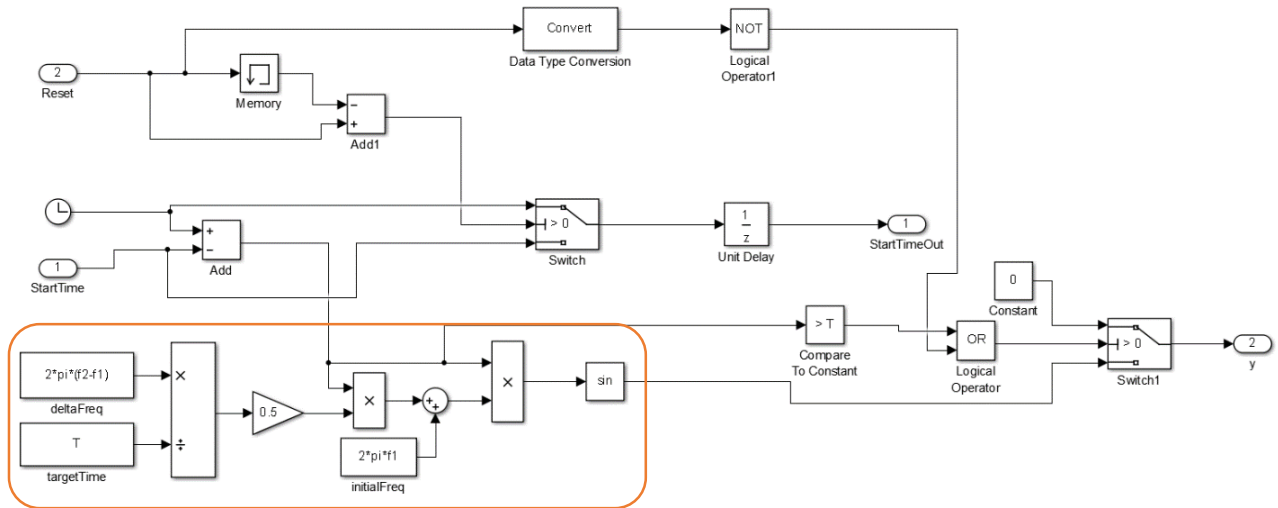 Convert
Data Type Conversion
NOT
Logical
Operator1
2
Reset
Memory
−
+
Add1
+
−
Add
1
StartTime
> 0
Switch
1
z
Unit Delay
1
StartTimeOut
0
Constant
> T
Compare
To Constant
OR
Logical
Operator
> 0
Switch1
2
y
2*pi*(f2-f1)
deltaFreq
T
targetTime
×
÷
0.5
×
+
+
2*pi*f1
initialFreq
×
sin